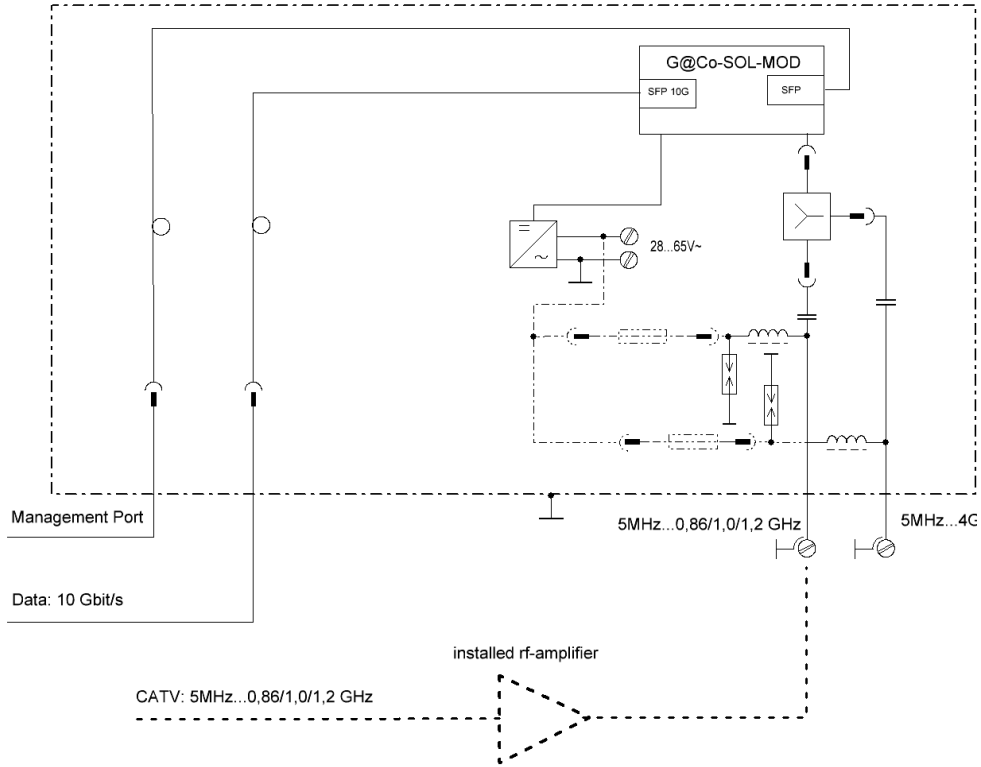 G@Co-SOL-MOD
SFP 10G
SFP
28...65V~
Management Port
5MHz...0,86/1,0/1,2 GHz
5MHz...4G
Data: 10 Gbit/s
installed rf-amplifier
CATV: 5MHz...0,86/1,0/1,2 GHz